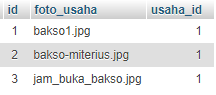 id foto_usaha usaha_id
1 bakso1.jpg 1
2 bakso-miterius.jpg 1
3 jam_buka_bakso.jpg 1